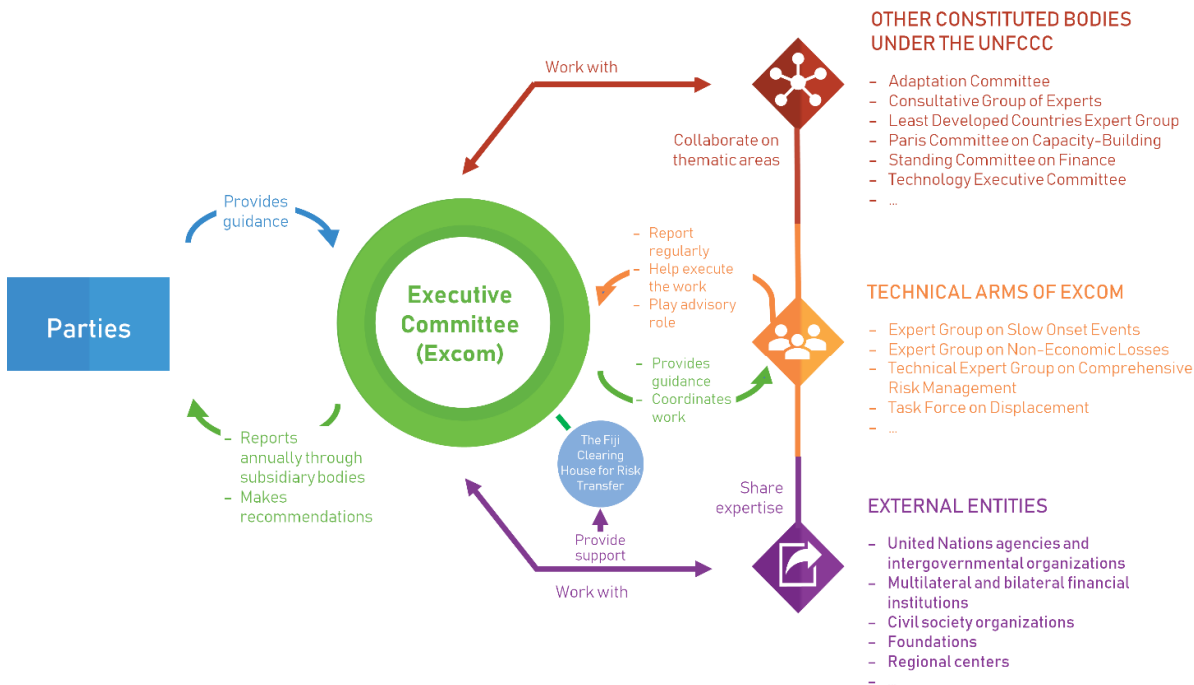 OTHER CONSTITUTED BODIES
UNDER THE UNFCCC
- Adaptation Committee
- Consultative Group of Experts
- Least Developed Countries Expert Group
- Paris Committee on Capacity-Building
- Standing Committee on Finance
- Technology Executive Committee
- ...
Work with
Collaborate on
thematic areas
Provides
guidance
Parties
Executive
Committee
(Excom)
- Report
regularly
- Help execute
the work
- Play advisory
role
- Provides
guidance
- Coordinates
work
TECHNICAL ARMS OF EXCOM
- Expert Group on Slow Onset Events
- Expert Group on Non-Economic Losses
- Technical Expert Group on Comprehensive
Risk Management
- Task Force on Displacement
- ...
- Reports
annually through
subsidiary bodies
- Makes
recommendations
The Fiji
Clearing
House for Risk
Transfer
Provide
support
Work with
Share
expertise
EXTERNAL ENTITIES
- United Nations agencies and
intergovernmental organizations
- Multilateral and bilateral financial
institutions
- Civil society organizations
- Foundations
- Regional centers
-